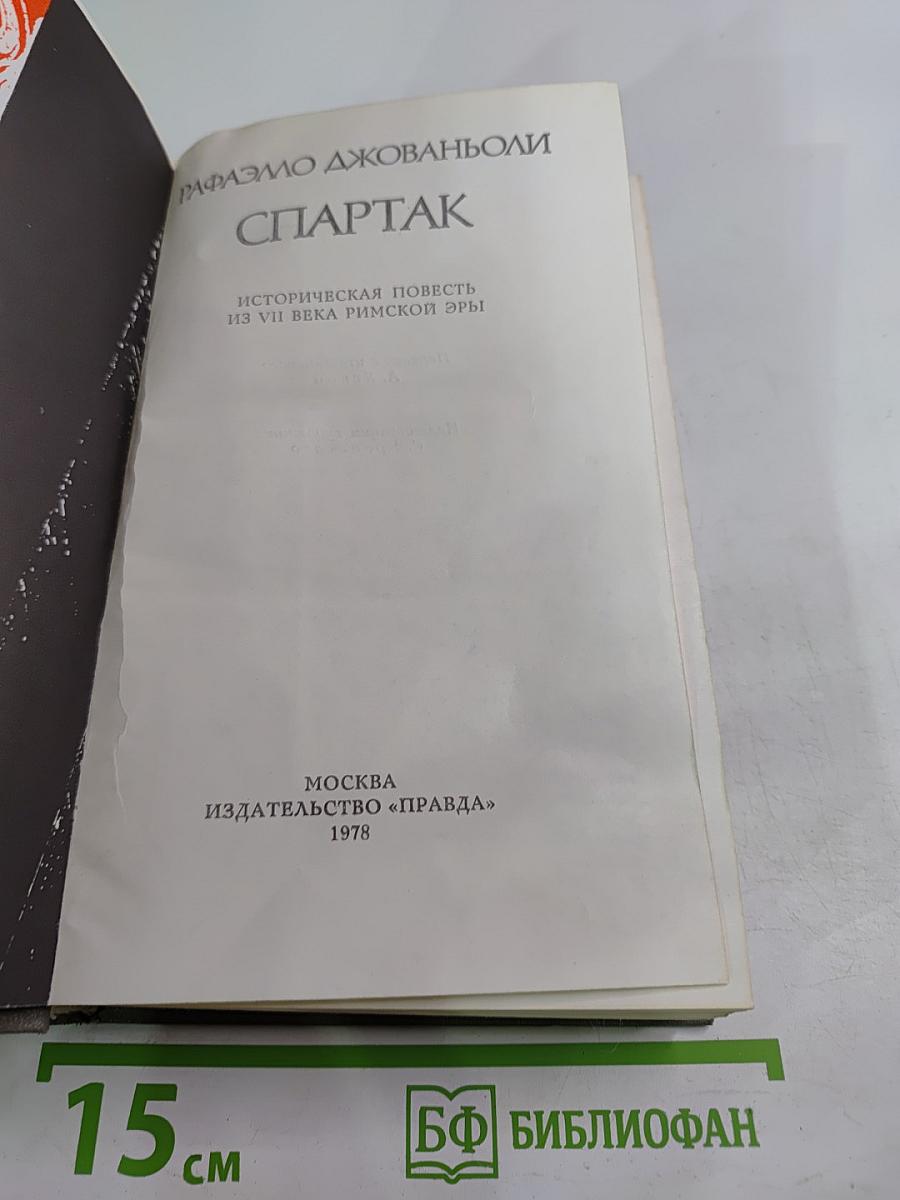 РАФАЭЛЛО ДЖОВАНЬОЛИ
СПАРТАК
ИСТОРИЧЕСКАЯ ПОВЕСТЬ
ИЗ VII ВЕКА РИМСКОЙ ЭРЫ
МОСКВА
ИЗДАТЕЛЬСТВО «ПРАВДА»
1978
15 см
БФ БИБЛИОФАН